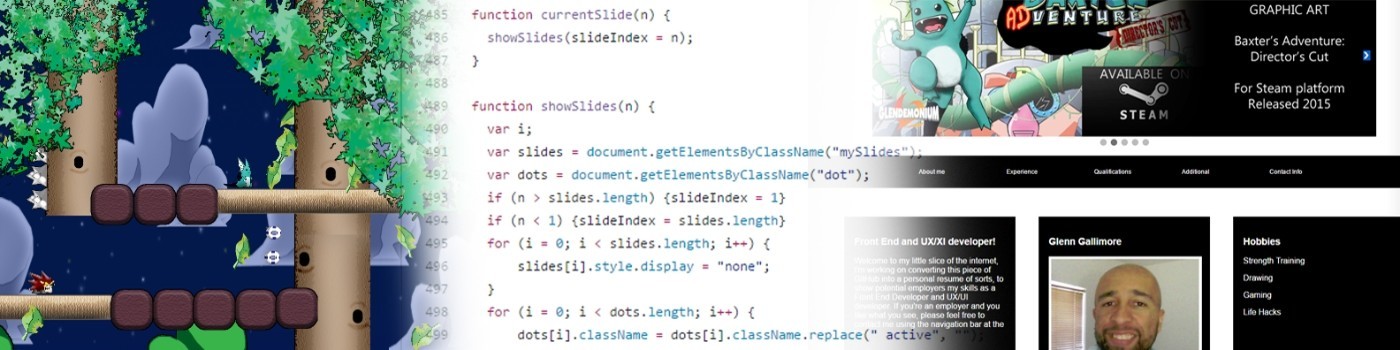 485
function currentSlide(n) {
486
showSlides(slideIndex = n);
487
}
488
489
function showSlides(n) {
490
var i;
491
var slides = document.getElementsByClassName("mySlides");
492
var dots = document.getElementsByClassName("dot");
493
if (n > slides.length) {slideIndex = 1}
494
if (n < 1) {slideIndex = slides.length}
495
for (i = 0; i < slides.length; i++) {
496
slides[i].style.display = "none";
497
}
498
for (i = 0; i < dots.length; i++) {
499
dots[i].className = dots[i].className.replace(" active", "");
ADVENTURE
DIRECTOR'S CUT
GLENDEMONIUM
AVAILABLE ON
STEAM
GRAPHIC ART
Baxter's Adventure:
Director's Cut
For Steam platform
Released 2015
About me
Experience
Qualifications
Additional
Contact Info
Front End and UX/XI developer!
Welcome to my little slice of the internet,
working on converting this piece of
into a personal resume of sorts, to
potential employers my skills as a
Front End Developer and UX/UI
developer. If you're an employer and you
what you see, please feel free to
me using the navigation bar at the
Glenn Gallimore
Hobbies
Strength Training
Drawing
Gaming
Life Hacks